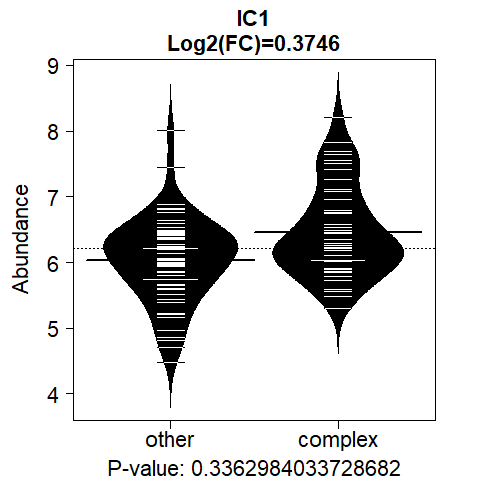 IC1
Log2(FC)=0.3746
9
8
7
6
5
4
Abundance
other complex
P-value: 0.3362984033728682